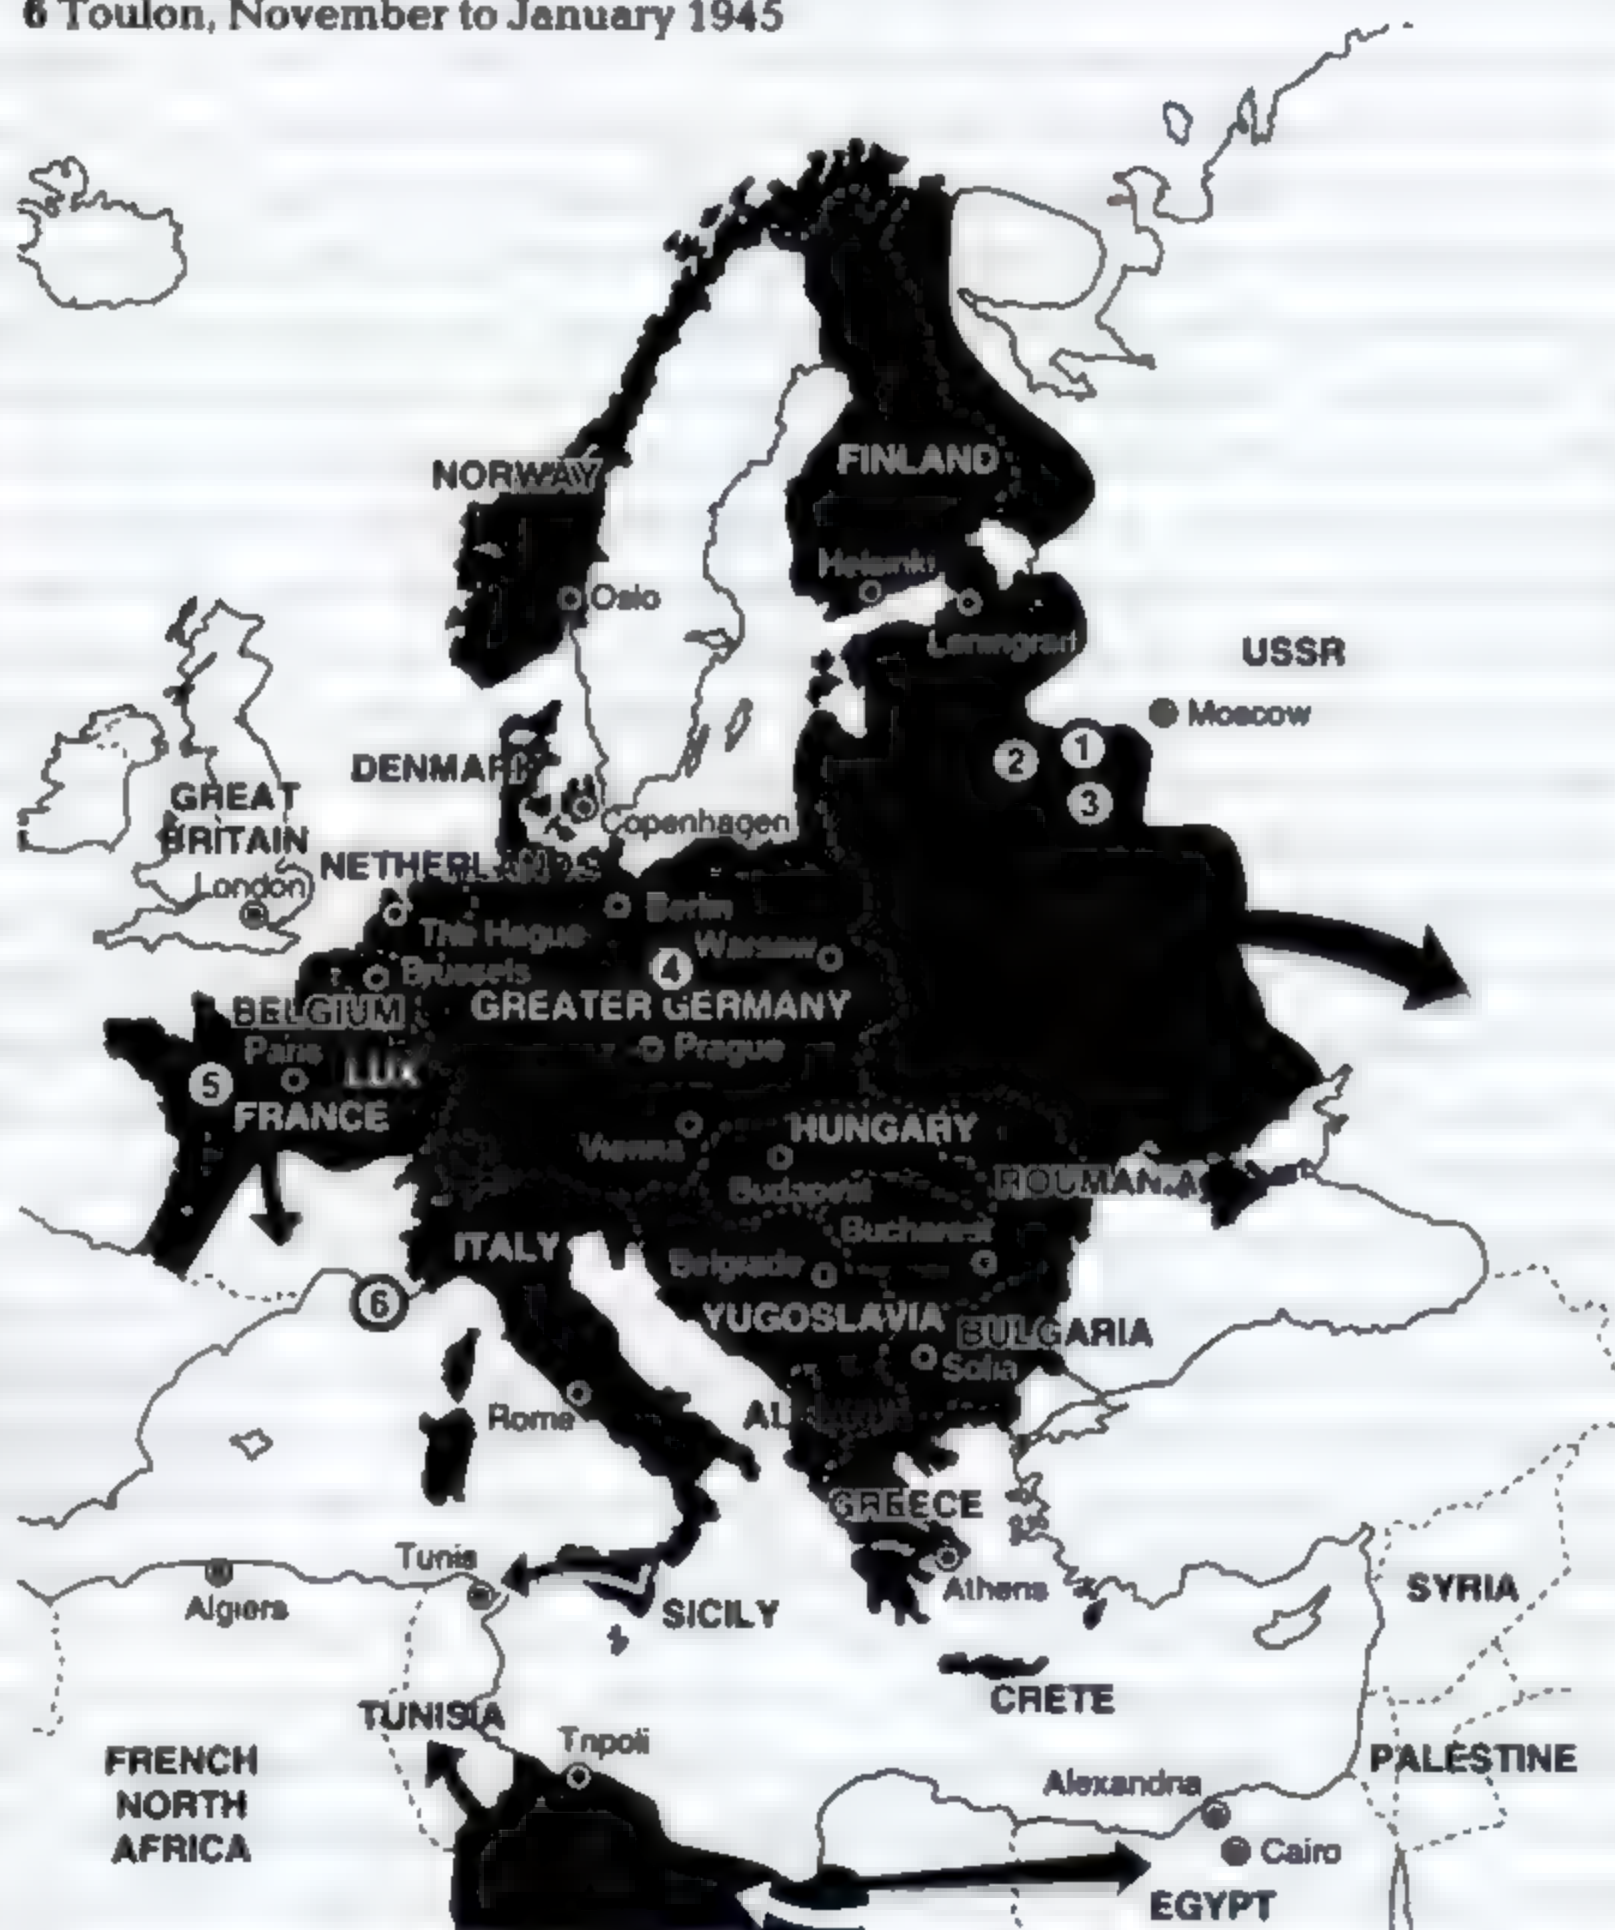 6 Toulon, November to January 1945
NORWAY
FINLAND
Helsinki
Oslo
Leningrad
USSR
Moscow
1
2
3
DENMARK
GREAT
BRITAIN
Copenhagen
NETHERLANDS
London
Berlin
The Hague
Warsaw
4
Brussels
BELGIUM
GREATER GERMANY
Paris
LUX
Prague
5
FRANCE
HUNGARY
Vienna
Budapest
ROUMANIA
Bucharest
ITALY
Belgrade
6
YUGOSLAVIA
BULGARIA
Sofia
Rome
GREECE
Tunis
Athens
Algiers
SICILY
SYRIA
CRETE
TUNISIA
Tripoli
FRENCH
NORTH
AFRICA
PALESTINE
Alexandria
Cairo
EGYPT